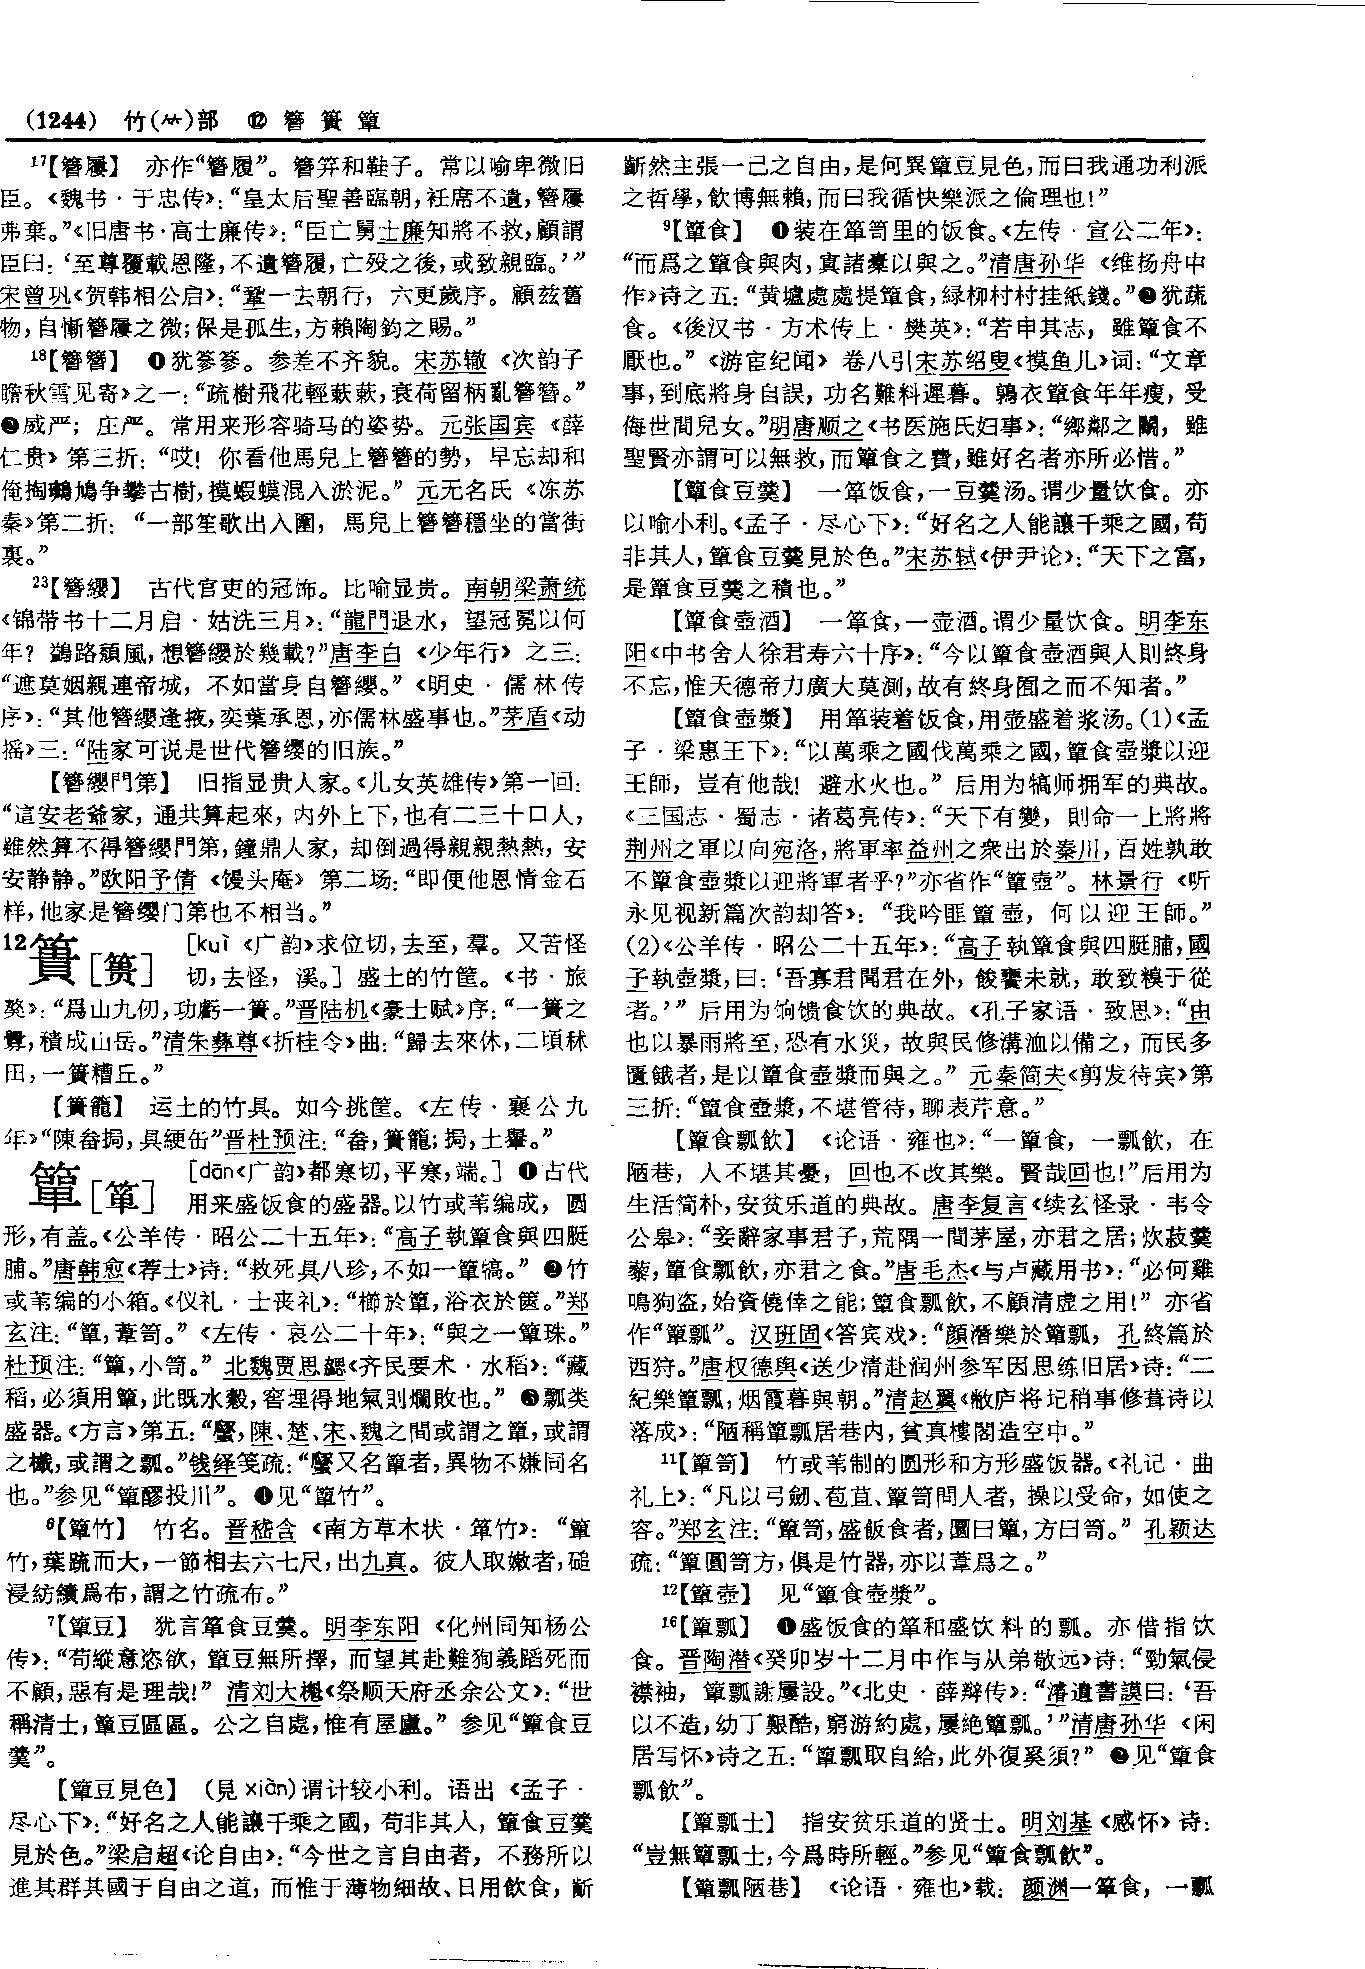 (1244) 竹(⺮)部 ⑫ 簪 簣 簞
17【簪屨】 亦作“簪履”。簪笄和鞋子。常以喻卑微旧
臣。《魏书·于忠传》：“皇太后聖善臨朝，衽席不遺，簪屨
弗棄。”《旧唐书·高士廉传》：“臣亡舅士廉知將不救，顧謂
臣曰：‘至尊覆載恩隆，不遺簪履，亡殁之後，或致親臨。’”
宋曾巩《贺韩相公启》：“鞏一去朝行，六更歲序。顧兹舊
物，自慚簪屨之微；保是孤生，方賴陶鈞之賜。”
18【簪簪】 ❶犹篸篸。参差不齐貌。宋苏辙《次韵子
瞻秋雪见寄》之一：“疏樹飛花輕蔌蔌，衰荷留柄亂簪簪。”
❷威严；庄严。常用来形容骑马的姿势。元张国宾《薛
仁贵》第三折：“哎！你看他馬兒上簪簪的勢，早忘却和
俺掏鵓鳩争攀古樹，摸蝦蟆混入淤泥。”元无名氏《冻苏
秦》第二折：“一部笙歌出入圍，馬兒上簪簪穩坐的當街
裏。”
23【簪纓】 古代官吏的冠饰。比喻显贵。南朝梁萧统
《锦带书十二月启·姑洗三月》：“龍門退水，望冠冕以何
年？鷁路頽風，想簪纓於幾載？”唐李白《少年行》之三：
“遮莫姻親連帝城，不如當身自簪纓。”《明史·儒林传
序》：“其他簪纓逢掖，奕葉承恩，亦儒林盛事也。”茅盾《动
摇》三：“陆家可说是世代簪缨的旧族。”
【簪纓門第】 旧指显贵人家。《儿女英雄传》第一回：
“這安老爺家，通共算起來，内外上下，也有二三十口人，
雖然算不得簪纓門第，鐘鼎人家，却倒過得親親熱熱，安
安静静。”欧阳予倩《馒头庵》第二场：“即便他恩情金石
样，他家是簪缨门第也不相当。”
12簣［篑］ [kuì《广韵》求位切，去至，羣。又苦怪
切，去怪，溪。］盛土的竹筐。《书·旅
獒》：“爲山九仞，功虧一簣。”晋陆机《豪士赋》序：“一簣之
釁，積成山岳。”清朱彝尊《折桂令》曲：“歸去來休，二頃秫
田，一簣糟丘。”
【簣籠】 运土的竹具。如今挑筐。《左传·襄公九
年》“陳畚挶，具綆缶”晋杜预注：“畚，簣籠；挶，土轝。”
簞［箪］ [dān《广韵》都寒切，平寒，端。］❶古代
用来盛饭食的盛器。以竹或苇编成，圆
形，有盖。《公羊传·昭公二十五年》：“高子執簞食與四脡
脯。”唐韩愈《荐士》诗：“救死具八珍，不如一簞犒。”❷竹
或苇编的小箱。《仪礼·士丧礼》：“櫛於簞，浴衣於篋。”郑
玄注：“簞，葦笥。”《左传·哀公二十年》：“與之一簞珠。”
杜预注：“簞，小笥。”北魏贾思勰《齐民要术·水稻》：“藏
稻，必須用簞，此既水穀，窖埋得地氣則爛敗也。”❸瓢类
盛器。《方言》第五：“㼖，陳、楚、宋、魏之間或謂之簞，或謂
之㰕，或謂之瓢。”钱绎笺疏：“㼖又名簞者，異物不嫌同名
也。”参见“簞醪投川”。❹见“簞竹”。
6【簞竹】 竹名。晋嵇含《南方草木状·箪竹》：“簞
竹，葉疏而大，一節相去六七尺，出九真。彼人取嫩者，磓
浸紡績爲布，謂之竹疏布。”
7【簞豆】 犹言箪食豆羹。明李东阳《化州同知杨公
传》：“苟縱意恣欲，簞豆無所擇，而望其赴難狥義蹈死而
不顧，惡有是理哉！”清刘大櫆《祭顺天府丞余公文》：“世
稱清士，簞豆區區。公之自處，惟有屋廬。”参见“簞食豆
羹”。
【簞豆見色】 (見 xiàn)谓计较小利。语出《孟子·
尽心下》：“好名之人能讓千乘之國，苟非其人，簞食豆羹
見於色。”梁启超《论自由》：“今世之言自由者，不務所以
進其群其國于自由之道，而惟于薄物細故、日用飲食，齗
齗然主張一己之自由，是何異簞豆見色，而曰我通功利派
之哲學，飲博無賴，而曰我循快樂派之倫理也！”
9【簞食】 ❶装在箪笥里的饭食。《左传·宣公二年》：
“而爲之簞食與肉，寘諸橐以與之。”清唐孙华《维杨舟中
作》诗之五：“黄壚處處提簞食，緑柳村村挂紙錢。”❷犹蔬
食。《後汉书·方术传上·樊英》：“若申其志，雖簞食不
厭也。”《游宦纪闻》卷八引宋苏绍叟《摸鱼儿》词：“文章
事，到底將身自誤，功名難料遲暮。鶉衣簞食年年瘦，受
侮世間兒女。”明唐顺之《书医施氏妇事》：“鄉鄰之鬭，雖
聖賢亦謂可以無救，而簞食之費，雖好名者亦所必惜。”
【簞食豆羹】 一箪饭食，一豆羹汤。谓少量饮食。亦
以喻小利。《孟子·尽心下》：“好名之人能讓千乘之國，苟
非其人，簞食豆羹見於色。”宋苏轼《伊尹论》：“天下之富，
是簞食豆羹之積也。”
【簞食壺酒】 一箪食，一壶酒。谓少量饮食。明李东
阳《中书舍人徐君寿六十序》：“今以簞食壺酒與人則終身
不忘，惟天德帝力廣大莫測，故有終身囿之而不知者。”
【簞食壺漿】 用箪装着饭食，用壶盛着浆汤。(1)《孟
子·梁惠王下》：“以萬乘之國伐萬乘之國，簞食壺漿以迎
王師，豈有他哉！避水火也。”后用为犒师拥军的典故。
《三国志·蜀志·诸葛亮传》：“天下有變，則命一上將將
荆州之軍以向宛洛，將軍率益州之衆出於秦川，百姓孰敢
不簞食壺漿以迎將軍者乎？”亦省作“簞壺”。林景行《听
永见视新篇次韵却答》：“我吟匪簞壺，何以迎王師。”
(2)《公羊传·昭公二十五年》：“高子執簞食與四脡脯，國
子執壺漿，曰：‘吾寡君聞君在外，餕饔未就，敢致糗于從
者。’”后用为饷馈食饮的典故。《孔子家语·致思》：“由
也以暴雨將至，恐有水災，故與民修溝洫以備之，而民多
匱餓者，是以簞食壺漿而與之。”元秦简夫《剪发待宾》第
三折：“簞食壺漿，不堪管待，聊表芹意。”
【簞食瓢飲】 《论语·雍也》：“一簞食，一瓢飲，在
陋巷，人不堪其憂，回也不改其樂。賢哉回也！”后用为
生活简朴，安贫乐道的典故。唐李复言《续玄怪录·韦令
公皋》：“妾辭家事君子，荒隅一間茅屋，亦君之居；炊菽羹
藜，簞食瓢飲，亦君之食。”唐毛杰《与卢藏用书》：“必何雞
鳴狗盗，始資僥倖之能；簞食瓢飲，不顧清虚之用！”亦省
作“簞瓢”。汉班固《答宾戏》：“顔潛樂於簞瓢，孔終篇於
西狩。”唐权德舆《送少清赴润州参军因思练旧居》诗：“二
紀樂簞瓢，烟霞暮與朝。”清赵翼《敝庐将圮稍事修葺诗以
落成》：“陋稱簞瓢居巷内，貧真樓閣造空中。”
11【簞笥】 竹或苇制的圆形和方形盛饭器。《礼记·曲
礼上》：“凡以弓劒、苞苴、簞笥問人者，操以受命，如使之
容。”郑玄注：“簞笥，盛飯食者，圓曰簞，方曰笥。”孔颖达
疏：“簞圓笥方，俱是竹器，亦以葦爲之。”
12【簞壺】 见“簞食壺漿”。
16【簞瓢】 ❶盛饭食的箪和盛饮料的瓢。亦借指饮
食。晋陶潜《癸卯岁十二月中作与从弟敬远》诗：“勁氣侵
襟袖，簞瓢謝屢設。”《北史·薛辩传》：“濬遺書謨曰：‘吾
以不造，幼丁艱酷，窮游約處，屢絶簞瓢。’”清唐孙华《闲
居写怀》诗之五：“簞瓢取自給，此外復奚須？”❷见“簞食
瓢飲”。
【簞瓢士】 指安贫乐道的贤士。明刘基《感怀》诗：
“豈無簞瓢士，今爲時所輕。”参见“簞食瓢飲”。
【簞瓢陋巷】 《论语·雍也》载：颜渊一箪食，一瓢